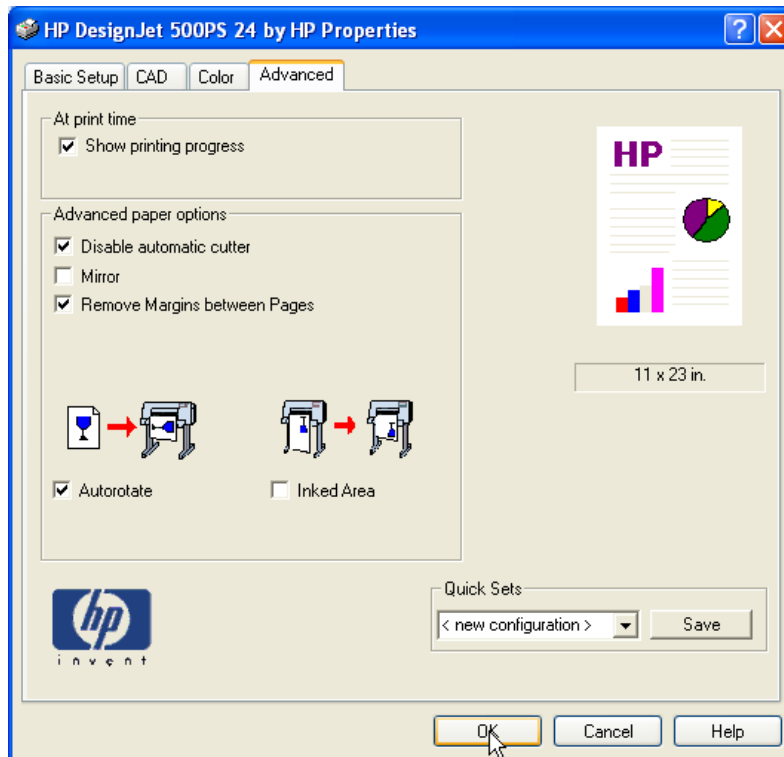 HP DesignJet 500PS 24 by HP Properties
Basic Setup CAD Color Advanced
At print time
Show printing progress
HP
Advanced paper options
Disable automatic cutter
Mirror
Remove Margins between Pages
11 x 23 in.
Autorotate Inked Area
hp
invent
Quick Sets
< new configuration > Save
OK Cancel Help